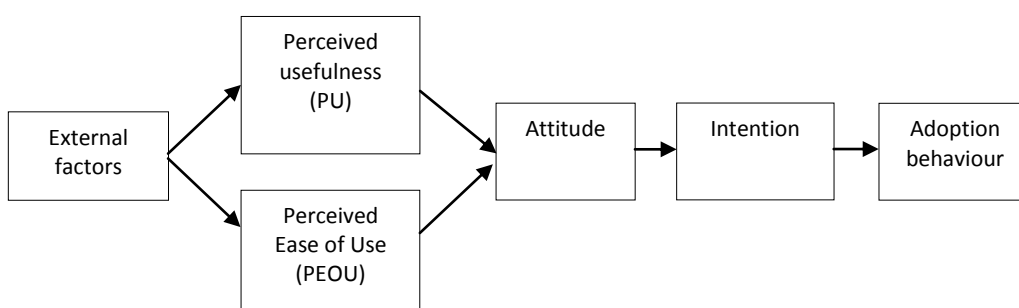 External
factors
Perceived
usefulness
(PU)
Perceived
Ease of Use
(PEOU)
Attitude
Intention
Adoption
behaviour